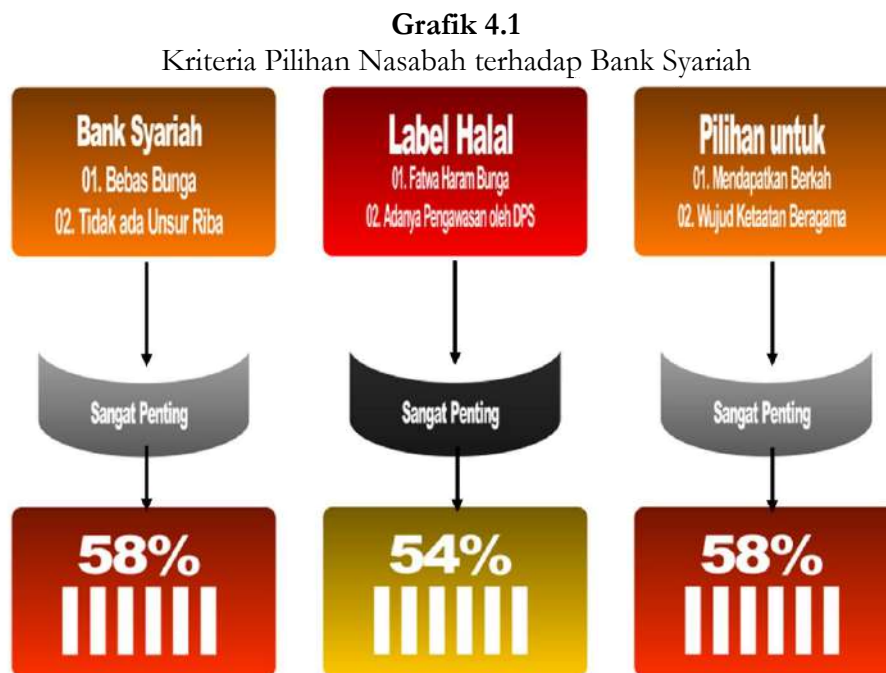 Grafik 4.1
Kriteria Pilihan Nasabah terhadap Bank Syariah
Bank Syariah
01. Bebas Bunga
02. Tidak ada Unsur Riba
Label Halal
01. Fatwa Haram Bunga
02. Adanya Pengawasan oleh DPS
Pilihan untuk
01. Mendapatkan Berkah
02. Wujud Ketaatan Beragama
Sangat Penting
Sangat Penting
Sangat Penting
58%
54%
58%